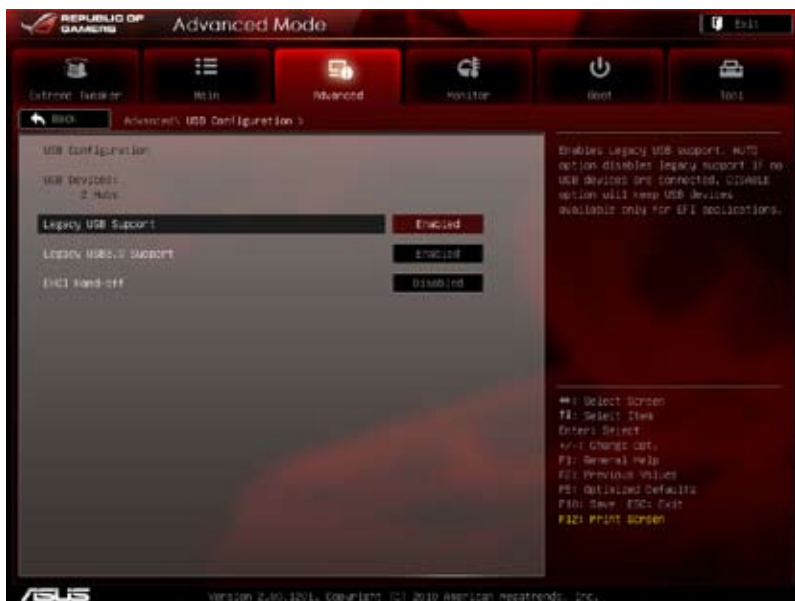 REPUBLIC OF
GAMERS
Advanced Mode
Exit
Extreme Tweaker
Main
Advanced
Monitor
Boot
Tool
Back
Advanced\ USB Configuration >
USB Configuration
USB Devices:
2 Hubs
Legacy USB Support
Enabled
Legacy USB3.0 Support
Enabled
EHCI Hand-off
Disabled
Enables Legacy USB support. AUTO
option disables legacy support if no
USB devices are connected. DISABLE
option will keep USB devices
available only for EFI applications.
↔: Select Screen
↑↓: Select Item
Enter: Select
+/-: Change Opt.
F1: General Help
F2: Previous Values
F5: Optimized Defaults
F10: Save ESC: Exit
F12: Print Screen
ASUS
Version 2.00.1201. Copyright (C) 2010 American Megatrends, Inc.